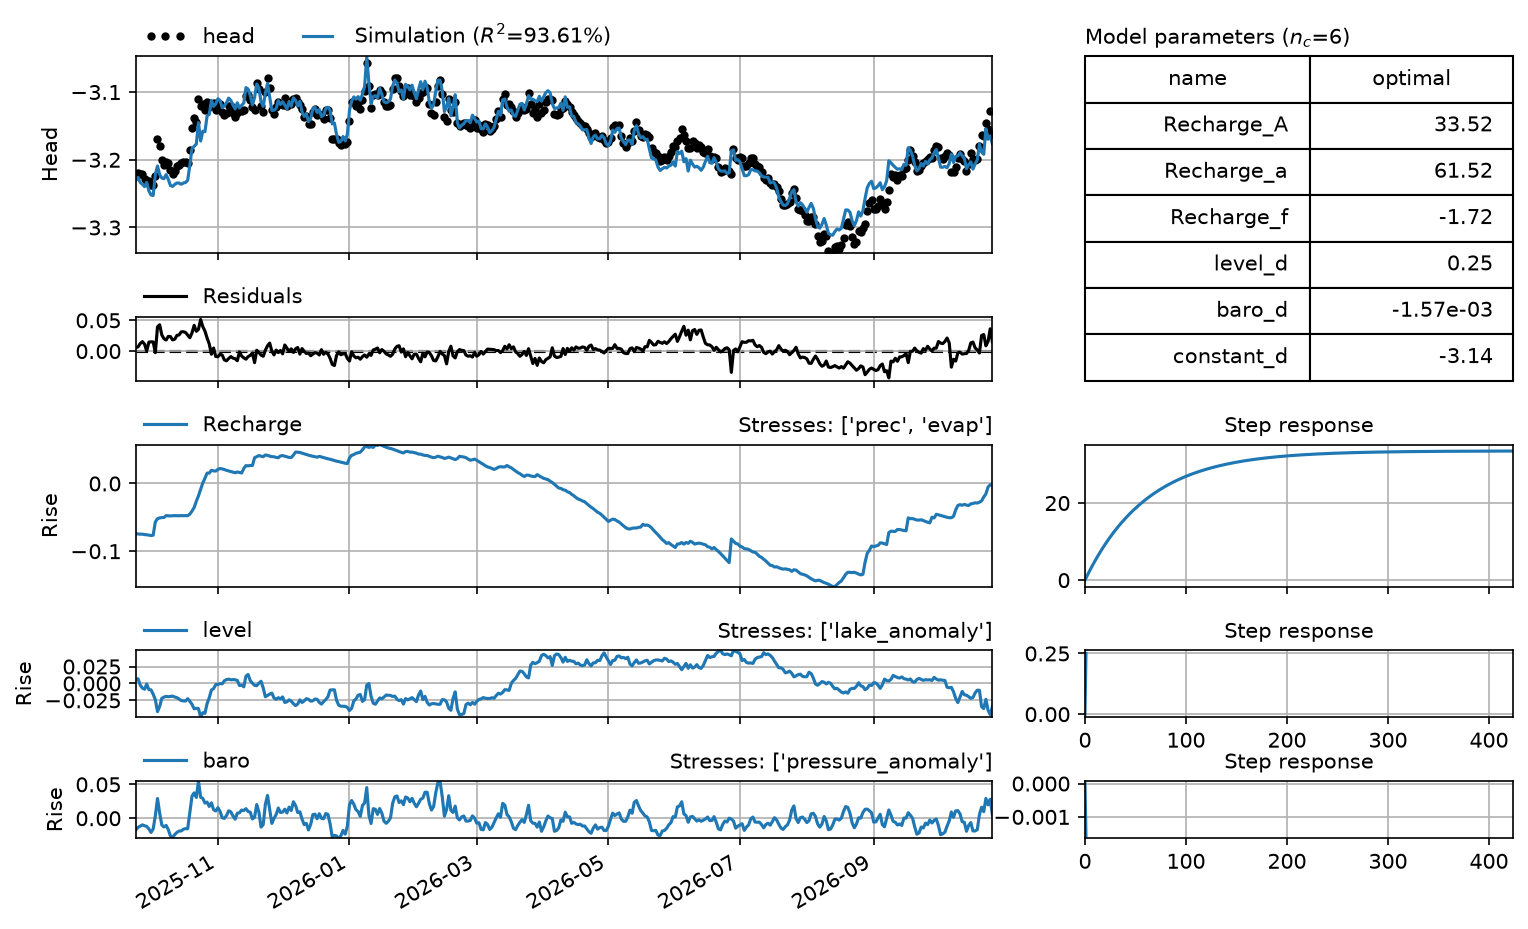 head Simulation (R²=93.61%)
Head
−3.1
−3.2
−3.3
Residuals
0.05
0.00
Recharge Stresses: ['prec', 'evap']
Rise
0.0
−0.1
level Stresses: ['lake_anomaly']
Rise
0.025
0.000
−0.025
baro Stresses: ['pressure_anomaly']
Rise
0.05
0.00
2025-11 2026-01 2026-03 2026-05 2026-07 2026-09
Model parameters (n_c=6)
name optimal
Recharge_A 33.52
Recharge_a 61.52
Recharge_f -1.72
level_d 0.25
baro_d -1.57e-03
constant_d -3.14
Step response
20
0
Step response
0.25
0.00
0 100 200 300 400
Step response
0.000
−0.001
0 100 200 300 400